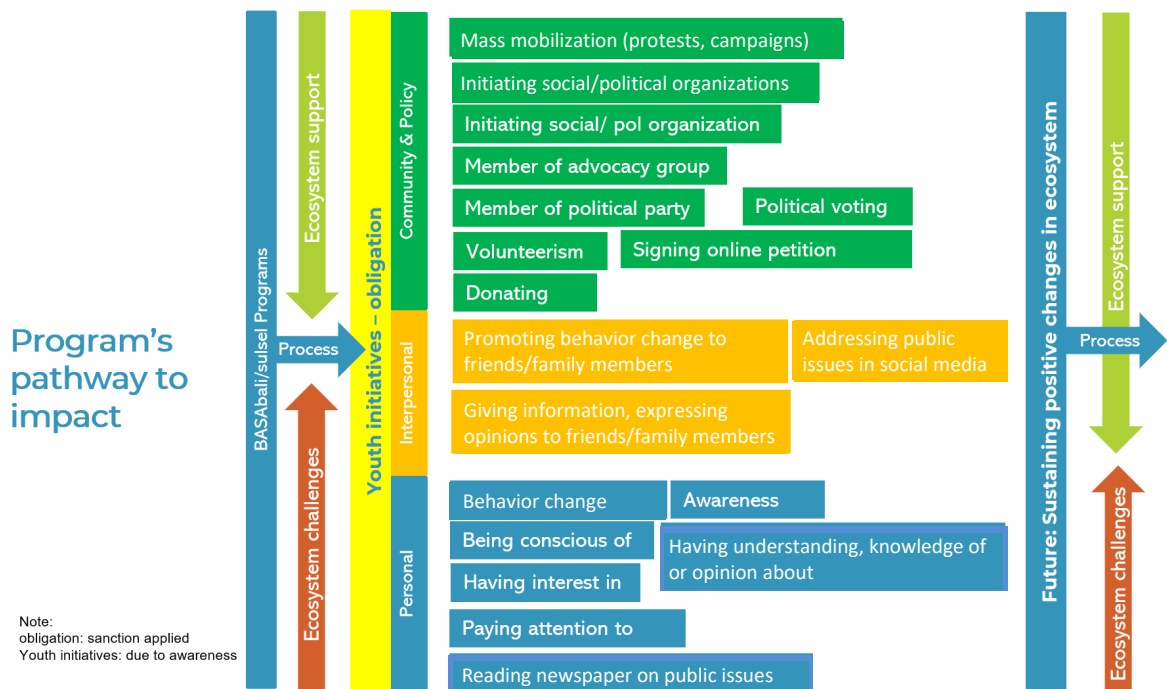 Program's
pathway to
impact
Note:
obligation: sanction applied
Youth initiatives: due to awareness
BASAbali/sulsel Programs
Ecosystem support
Process
Ecosystem challenges
Youth initiatives – obligation
Community & Policy
Mass mobilization (protests, campaigns)
Initiating social/political organizations
Initiating social/ pol organization
Member of advocacy group
Member of political party
Political voting
Volunteerism
Signing online petition
Donating
Interpersonal
Promoting behavior change to
friends/family members
Addressing public
issues in social media
Giving information, expressing
opinions to friends/family members
Personal
Behavior change
Awareness
Being conscious of
Having understanding, knowledge of
or opinion about
Having interest in
Paying attention to
Reading newspaper on public issues
Future: Sustaining positive changes in ecosystem
Ecosystem support
Process
Ecosystem challenges